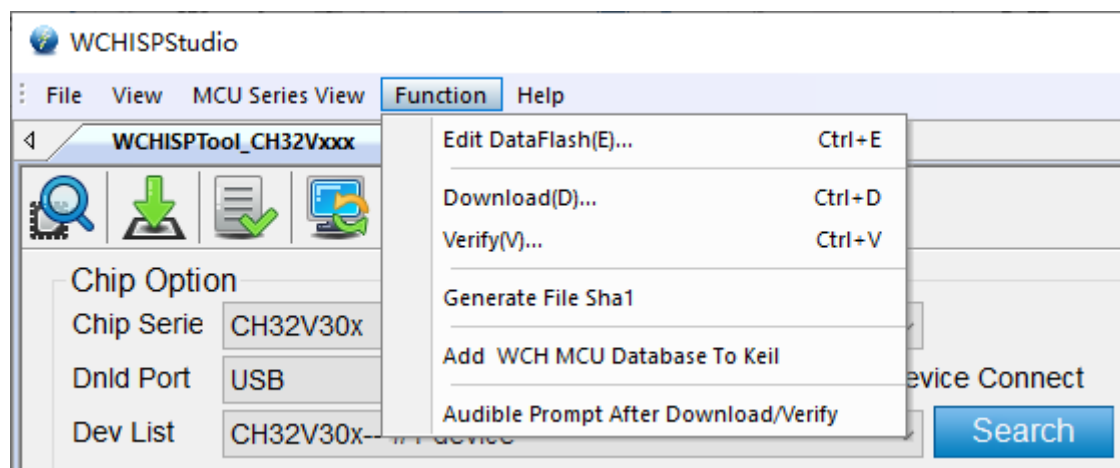 WCHISPStudio
File View MCU Series View Function Help
WCHISPTool_CH32Vxxx
Edit DataFlash(E)... Ctrl+E
Download(D)... Ctrl+D
Verify(V)... Ctrl+V
Generate File Sha1
Add WCH MCU Database To Keil
Audible Prompt After Download/Verify
Chip Option
Chip Serie CH32V30x
Dnld Port USB
Connect
Dev List CH32V30x--
Search